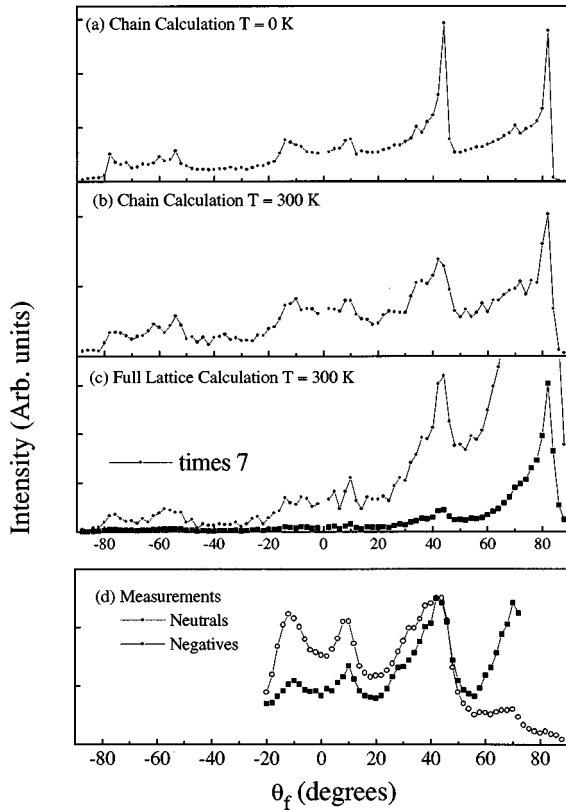 (a) Chain Calculation T = 0 K
(b) Chain Calculation T = 300 K
(c) Full Lattice Calculation T = 300 K
times 7
-80 -60 -40 -20 0 20 40 60 80
(d) Measurements
Neutrals
Negatives
-80 -60 -40 -20 0 20 40 60 80
θf (degrees)
Intensity (Arb. units)